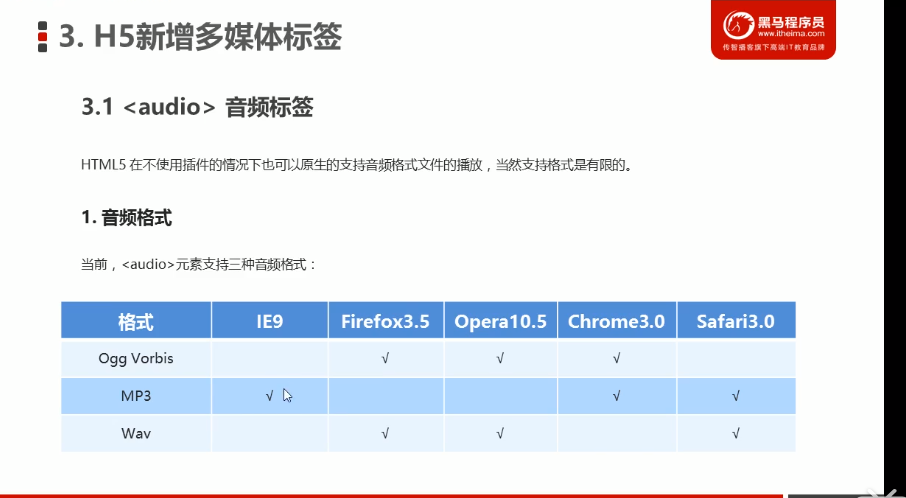 3. H5新增多媒体标签
黑马程序员
www.itheima.com
传智播客旗下高端IT教育品牌
3.1 <audio> 音频标签
HTML5 在不使用插件的情况下也可以原生的支持音频格式文件的播放，当然支持格式是有限的。
1. 音频格式
当前，<audio>元素支持三种音频格式：
格式 IE9 Firefox3.5 Opera10.5 Chrome3.0 Safari3.0
Ogg Vorbis √ √ √
MP3 √ √ √
Wav √ √ √